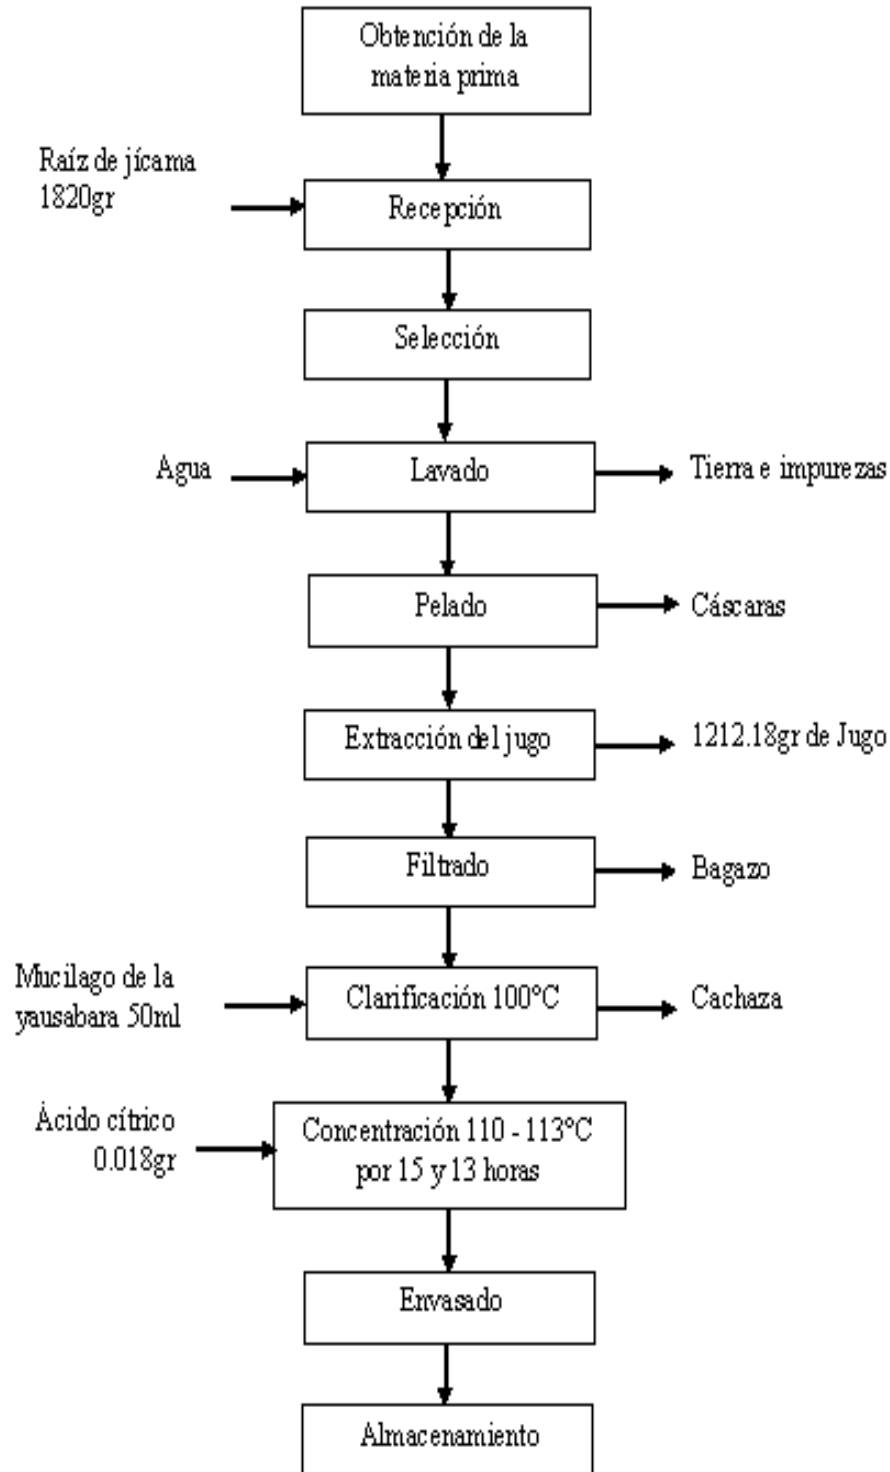 Obtención de la
materia prima
Raíz de jícama
1820gr
Recepción
Selección
Agua
Lavado
Tierra e impurezas
Pelado
Cáscaras
Extracción del jugo
1212.18gr de Jugo
Filtrado
Bagazo
Mucilago de la
yausabara 50ml
Clarificación 100°C
Cachaza
Ácido cítrico
0.018gr
Concentración 110 - 113°C
por 15 y 13 horas
Envasado
Almacenamiento